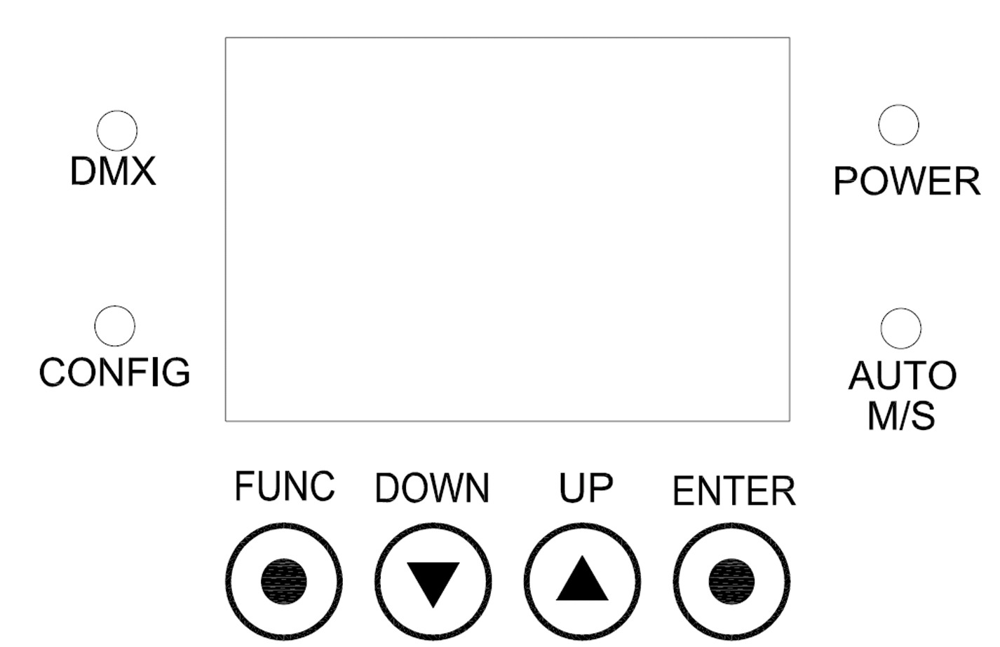 DMX
POWER
CONFIG
AUTO
M/S
FUNC
DOWN
UP
ENTER